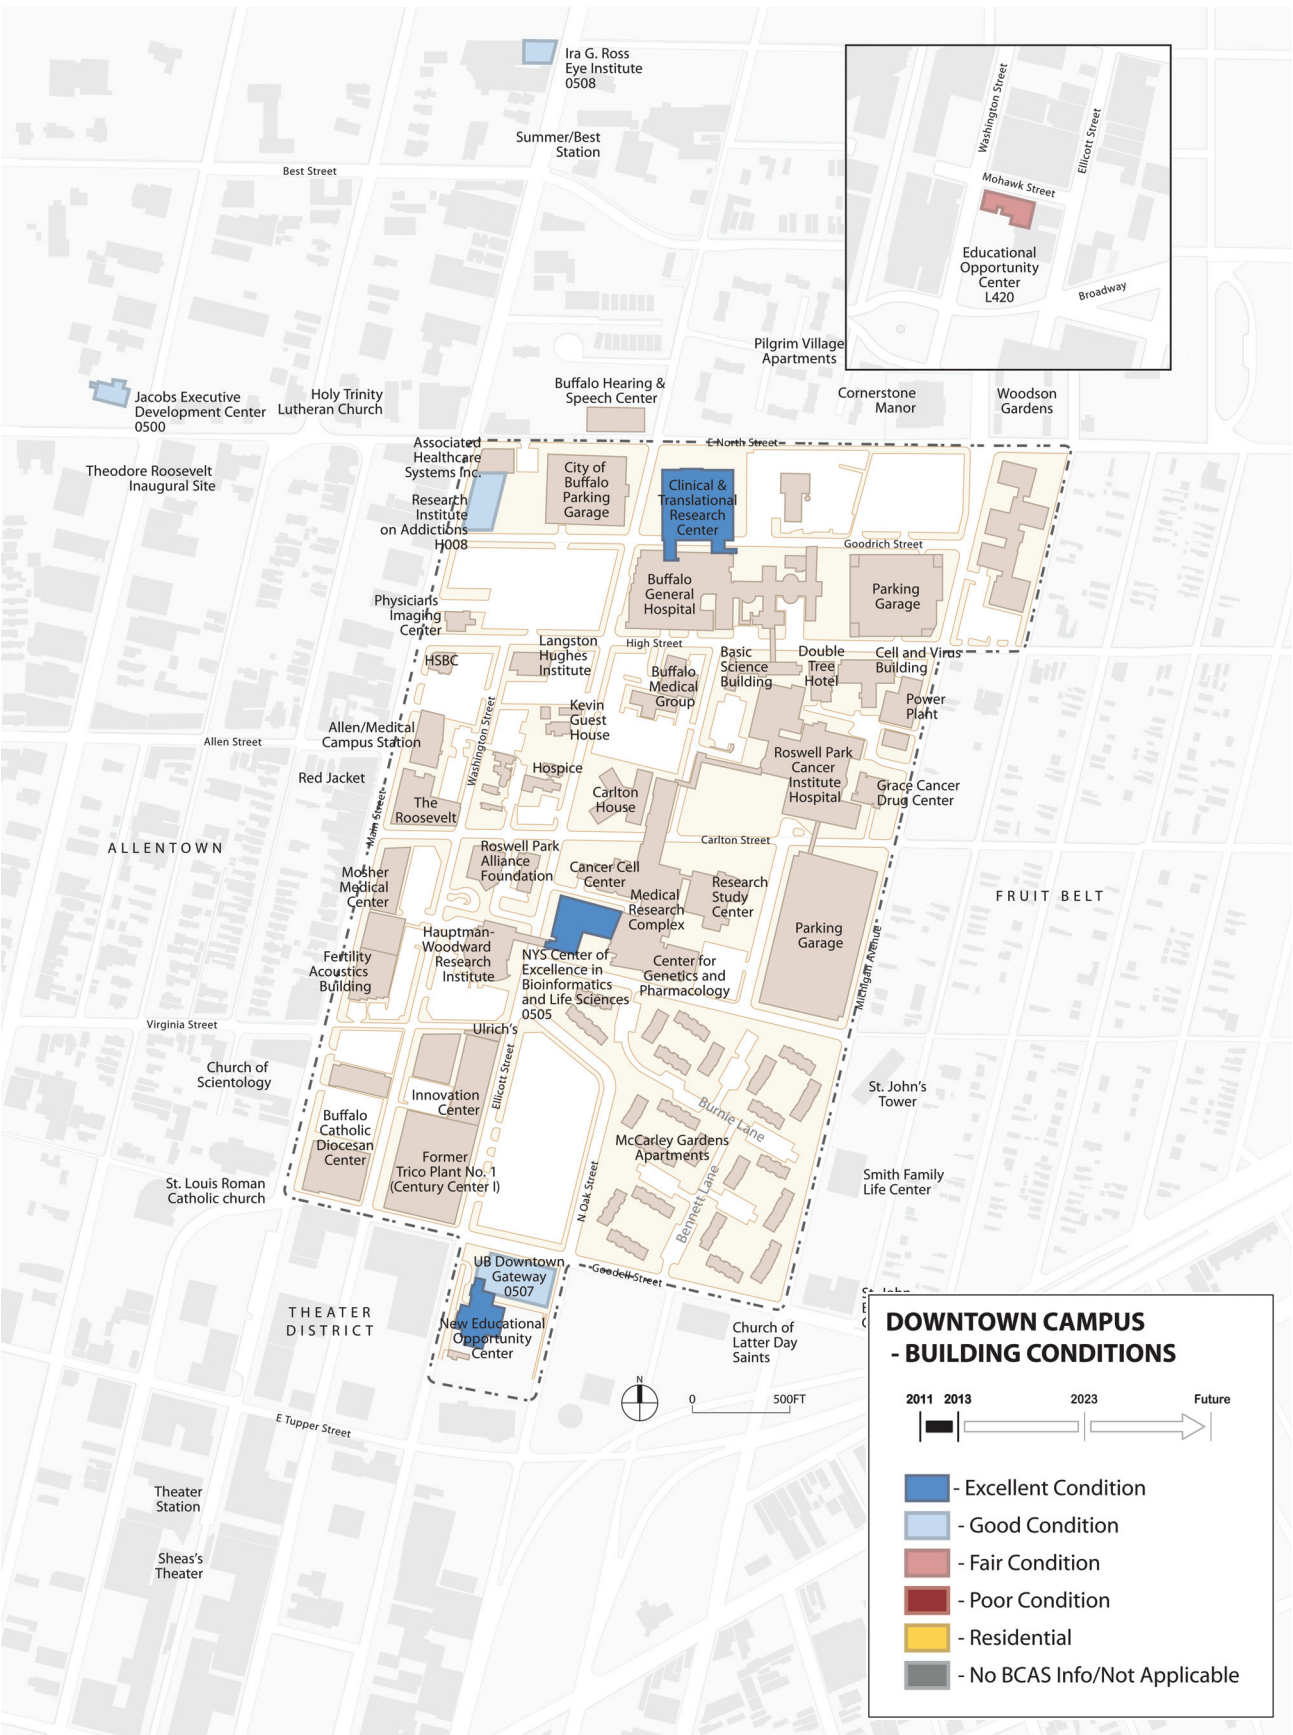 Ira G. Ross
Eye Institute
0508
Summer/Best
Station
Best Street
Washington Street
Ellicott Street
Mohawk Street
Educational
Opportunity
Center
L420
Broadway
Pilgrim Village
Apartments
Jacobs Executive
Development Center
0500
Holy Trinity
Lutheran Church
Buffalo Hearing &
Speech Center
Cornerstone
Manor
Woodson
Gardens
Theodore Roosevelt
Inaugural Site
Associated
Healthcare
Systems Inc.
E North Street
City of
Buffalo
Parking
Garage
Clinical &
Translational
Research
Center
Research
Institute
on Addictions
H008
Goodrich Street
Buffalo
General
Hospital
Parking
Garage
Physicians
Imaging
Center
High Street
HSBC
Langston
Hughes
Institute
Buffalo
Medical
Group
Basic
Science
Building
Double
Tree
Hotel
Cell and Virus
Building
Power
Plant
Kevin
Guest
House
Washington Street
Allen/Medical
Campus Station
Allen Street
Red Jacket
Hospice
Carlton
House
Roswell Park
Cancer
Institute
Hospital
Grace Cancer
Drug Center
The
Roosevelt
Main Street
ALLENTOWN
Carlton Street
Roswell Park
Alliance
Foundation
Cancer Cell
Center
Mosher
Medical
Center
Medical
Research
Complex
Research
Study
Center
FRUIT BELT
Parking
Garage
Michigan Avenue
Hauptman-
Woodward
Research
Institute
Fertility
Acoustics
Building
NYS Center of
Excellence in
Bioinformatics
and Life Sciences
0505
Center for
Genetics and
Pharmacology
Virginia Street
Ulrich's
Church of
Scientology
Ellicott Street
Innovation
Center
St. John's
Tower
Burnie Lane
Buffalo
Catholic
Diocesan
Center
McCarley Gardens
Apartments
Former
Trico Plant No. 1
(Century Center I)
N Oak Street
Bennett Lane
Smith Family
Life Center
St. Louis Roman
Catholic church
UB Downtown
Gateway
0507
Goodell Street
THEATER
DISTRICT
New Educational
Opportunity
Center
Church of
Latter Day
Saints
E Tupper Street
N
0 500FT
Theater
Station
Sheas's
Theater
DOWNTOWN CAMPUS
- BUILDING CONDITIONS
2011 2013 2023 Future
- Excellent Condition
- Good Condition
- Fair Condition
- Poor Condition
- Residential
- No BCAS Info/Not Applicable